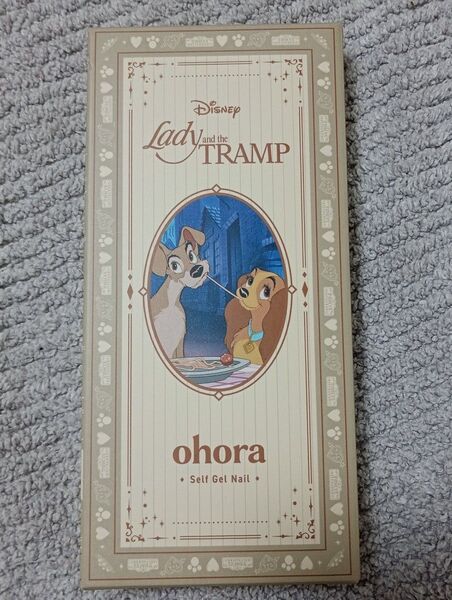 Disney
Lady and the
TRAMP
ohora
• Self Gel Nail •